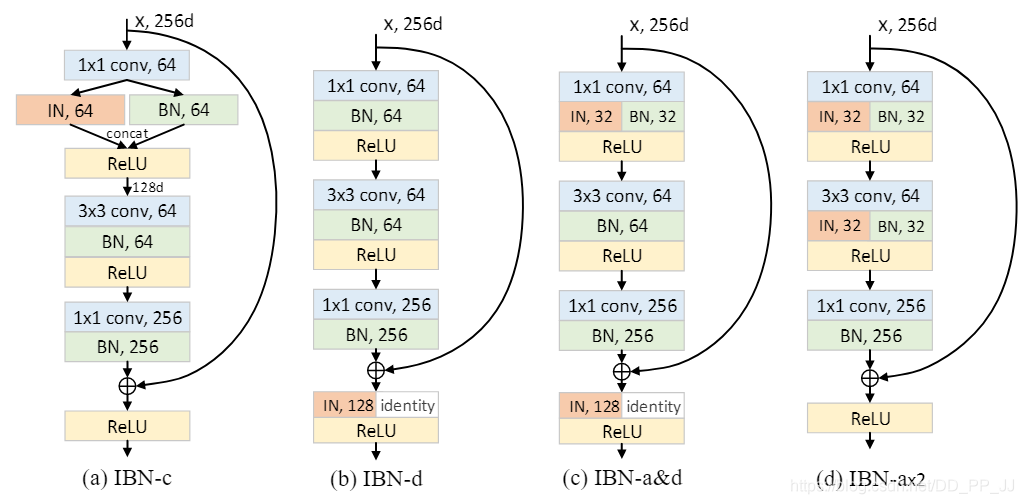 x, 256d
1x1 conv, 64
IN, 64
BN, 64
concat
ReLU
128d
3x3 conv, 64
BN, 64
ReLU
1x1 conv, 256
BN, 256
ReLU
(a) IBN-c
x, 256d
1x1 conv, 64
BN, 64
ReLU
3x3 conv, 64
BN, 64
ReLU
1x1 conv, 256
BN, 256
IN, 128 identity
ReLU
(b) IBN-d
x, 256d
1x1 conv, 64
IN, 32 BN, 32
ReLU
3x3 conv, 64
BN, 64
ReLU
1x1 conv, 256
BN, 256
IN, 128 identity
ReLU
(c) IBN-a&d
x, 256d
1x1 conv, 64
IN, 32 BN, 32
ReLU
3x3 conv, 64
IN, 32 BN, 32
ReLU
1x1 conv, 256
BN, 256
ReLU
(d) IBN-ax2
https://blog.csdn.net/DD_PP_JJ